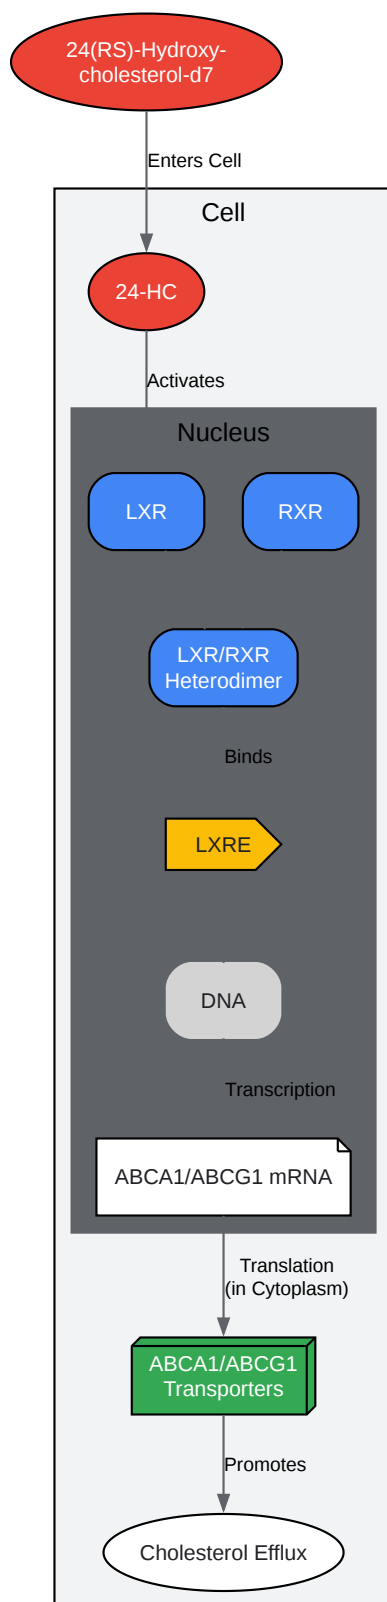 24(RS)-Hydroxy-
cholesterol-d7
Enters Cell
Cell
24-HC
Activates
Nucleus
LXR
RXR
LXR/RXR
Heterodimer
Binds
LXRE
DNA
Transcription
ABCA1/ABCG1 mRNA
Translation
(in Cytoplasm)
ABCA1/ABCG1
Transporters
Promotes
Cholesterol Efflux